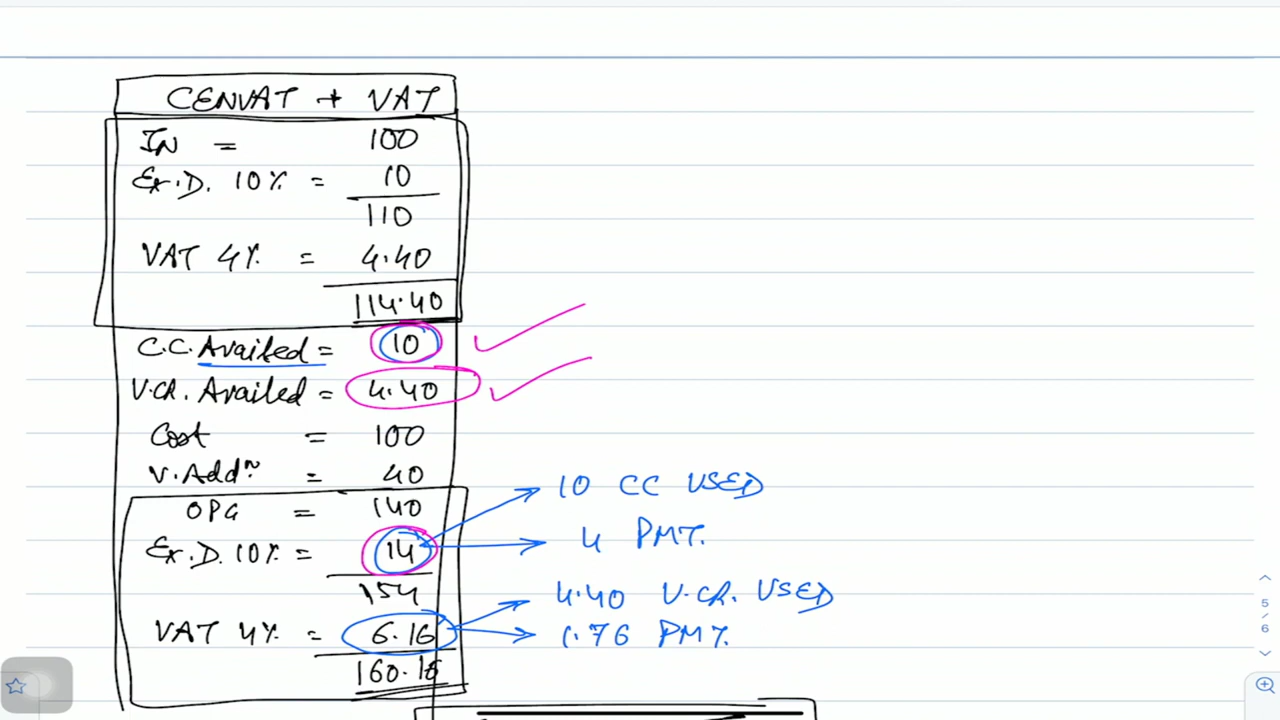 CENVAT + VAT
IN = 100
Ex.D. 10% = 10
110
VAT 4% = 4.40
114.40
C.C. Availed = 10
V.CR. Availed = 4.40
Cost = 100
V.Addn = 40
OPG = 140
10 CC USED
Ex.D. 10% = 14
4 PMT.
154
4.40 V.CR. USED
VAT 4% = 6.16
1.76 PMT.
160.16
5
/
6